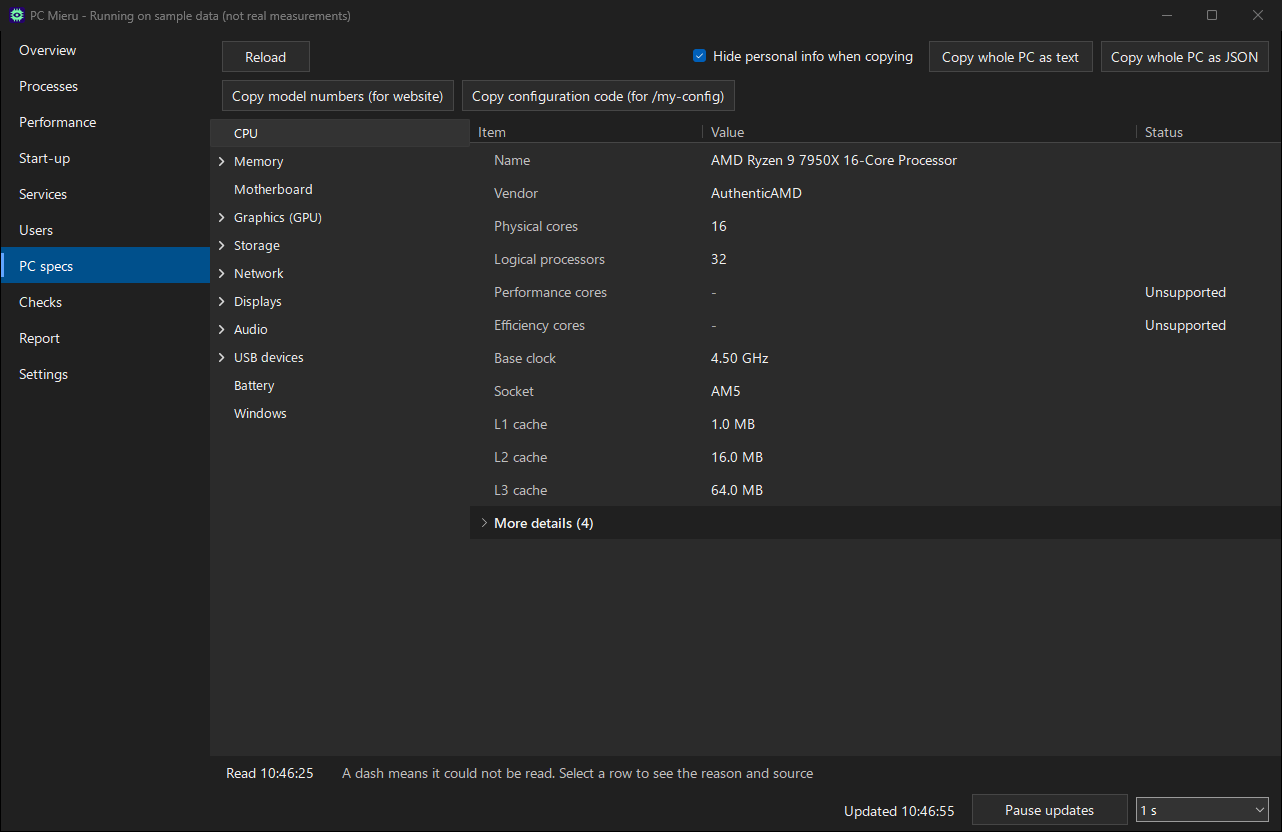 PC Mieru - Running on sample data (not real measurements)
Overview
Processes
Performance
Start-up
Services
Users
PC specs
Checks
Report
Settings
Reload
Hide personal info when copying
Copy whole PC as text
Copy whole PC as JSON
Copy model numbers (for website)
Copy configuration code (for /my-config)
CPU
Memory
Motherboard
Graphics (GPU)
Storage
Network
Displays
Audio
USB devices
Battery
Windows
Item Value Status
Name AMD Ryzen 9 7950X 16-Core Processor
Vendor AuthenticAMD
Physical cores 16
Logical processors 32
Performance cores - Unsupported
Efficiency cores - Unsupported
Base clock 4.50 GHz
Socket AM5
L1 cache 1.0 MB
L2 cache 16.0 MB
L3 cache 64.0 MB
More details (4)
Read 10:46:25 A dash means it could not be read. Select a row to see the reason and source
Updated 10:46:55 Pause updates 1 s